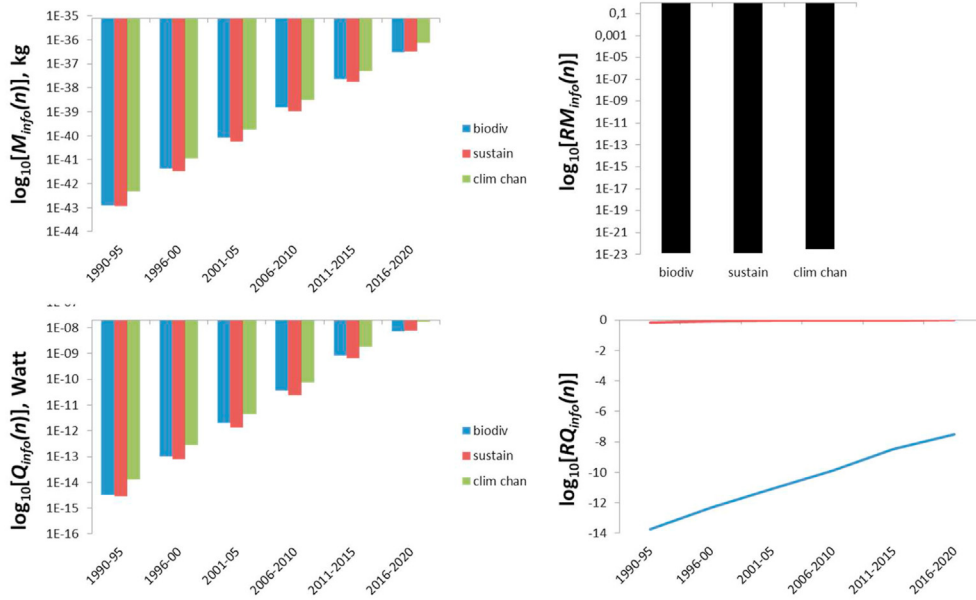 log10[Minfo(n)], kg
1E-35
1E-36
1E-37
1E-38
1E-39
1E-40
1E-41
1E-42
1E-43
1E-44
1990-95
1996-00
2001-05
2006-2010
2011-2015
2016-2020
biodiv
sustain
clim chan
log10[RMinfo(n)]
0,1
0,001
1E-05
1E-07
1E-09
1E-11
1E-13
1E-15
1E-17
1E-19
1E-21
1E-23
biodiv sustain clim chan
log10[Qinfo(n)], Watt
1E-08
1E-09
1E-10
1E-11
1E-12
1E-13
1E-14
1E-15
1E-16
1990-95
1996-00
2001-05
2006-2010
2011-2015
2016-2020
biodiv
sustain
clim chan
log10[RQinfo(n)]
0
-2
-4
-6
-8
-10
-12
-14
1990-95
1996-00
2001-05
2006-2010
2011-2015
2016-2020